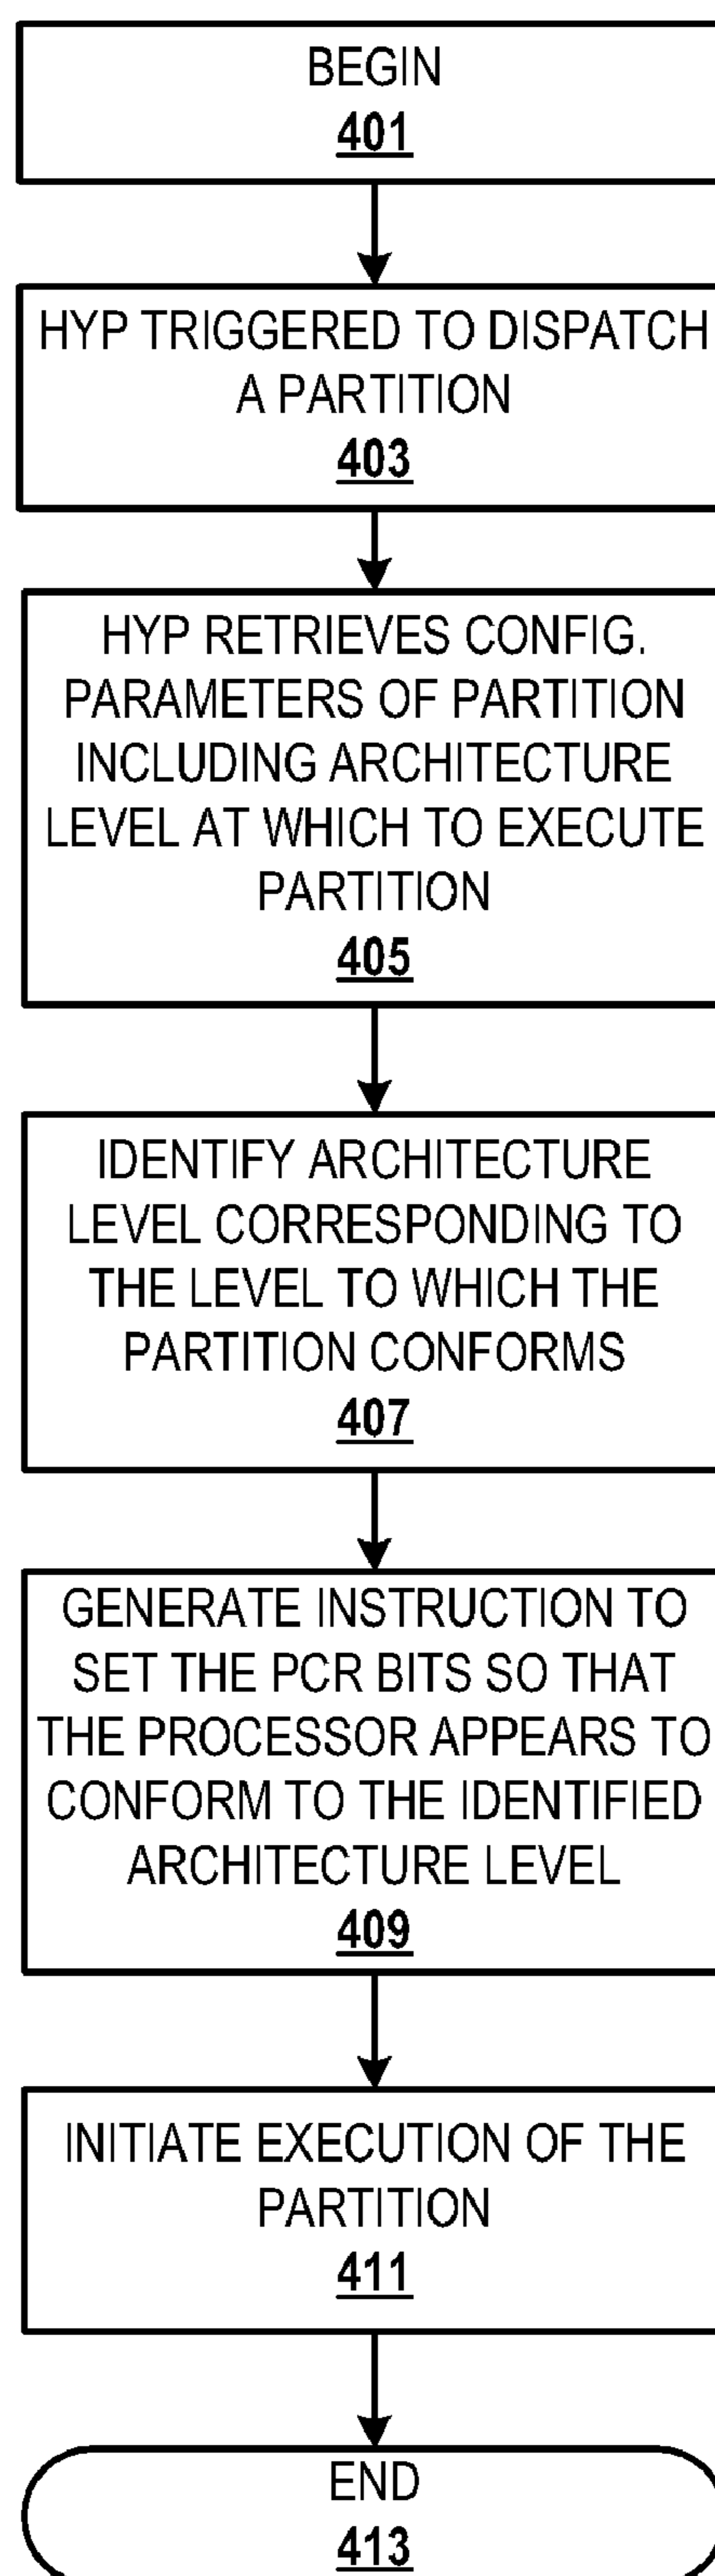 BEGIN
401
HYP TRIGGERED TO DISPATCH
A PARTITION
403
HYP RETRIEVES CONFIG.
PARAMETERS OF PARTITION
INCLUDING ARCHITECTURE
LEVEL AT WHICH TO EXECUTE
PARTITION
405
IDENTIFY ARCHITECTURE
LEVEL CORRESPONDING TO
THE LEVEL TO WHICH THE
PARTITION CONFORMS
407
GENERATE INSTRUCTION TO
SET THE PCR BITS SO THAT
THE PROCESSOR APPEARS TO
CONFORM TO THE IDENTIFIED
ARCHITECTURE LEVEL
409
INITIATE EXECUTION OF THE
PARTITION
411
END
413